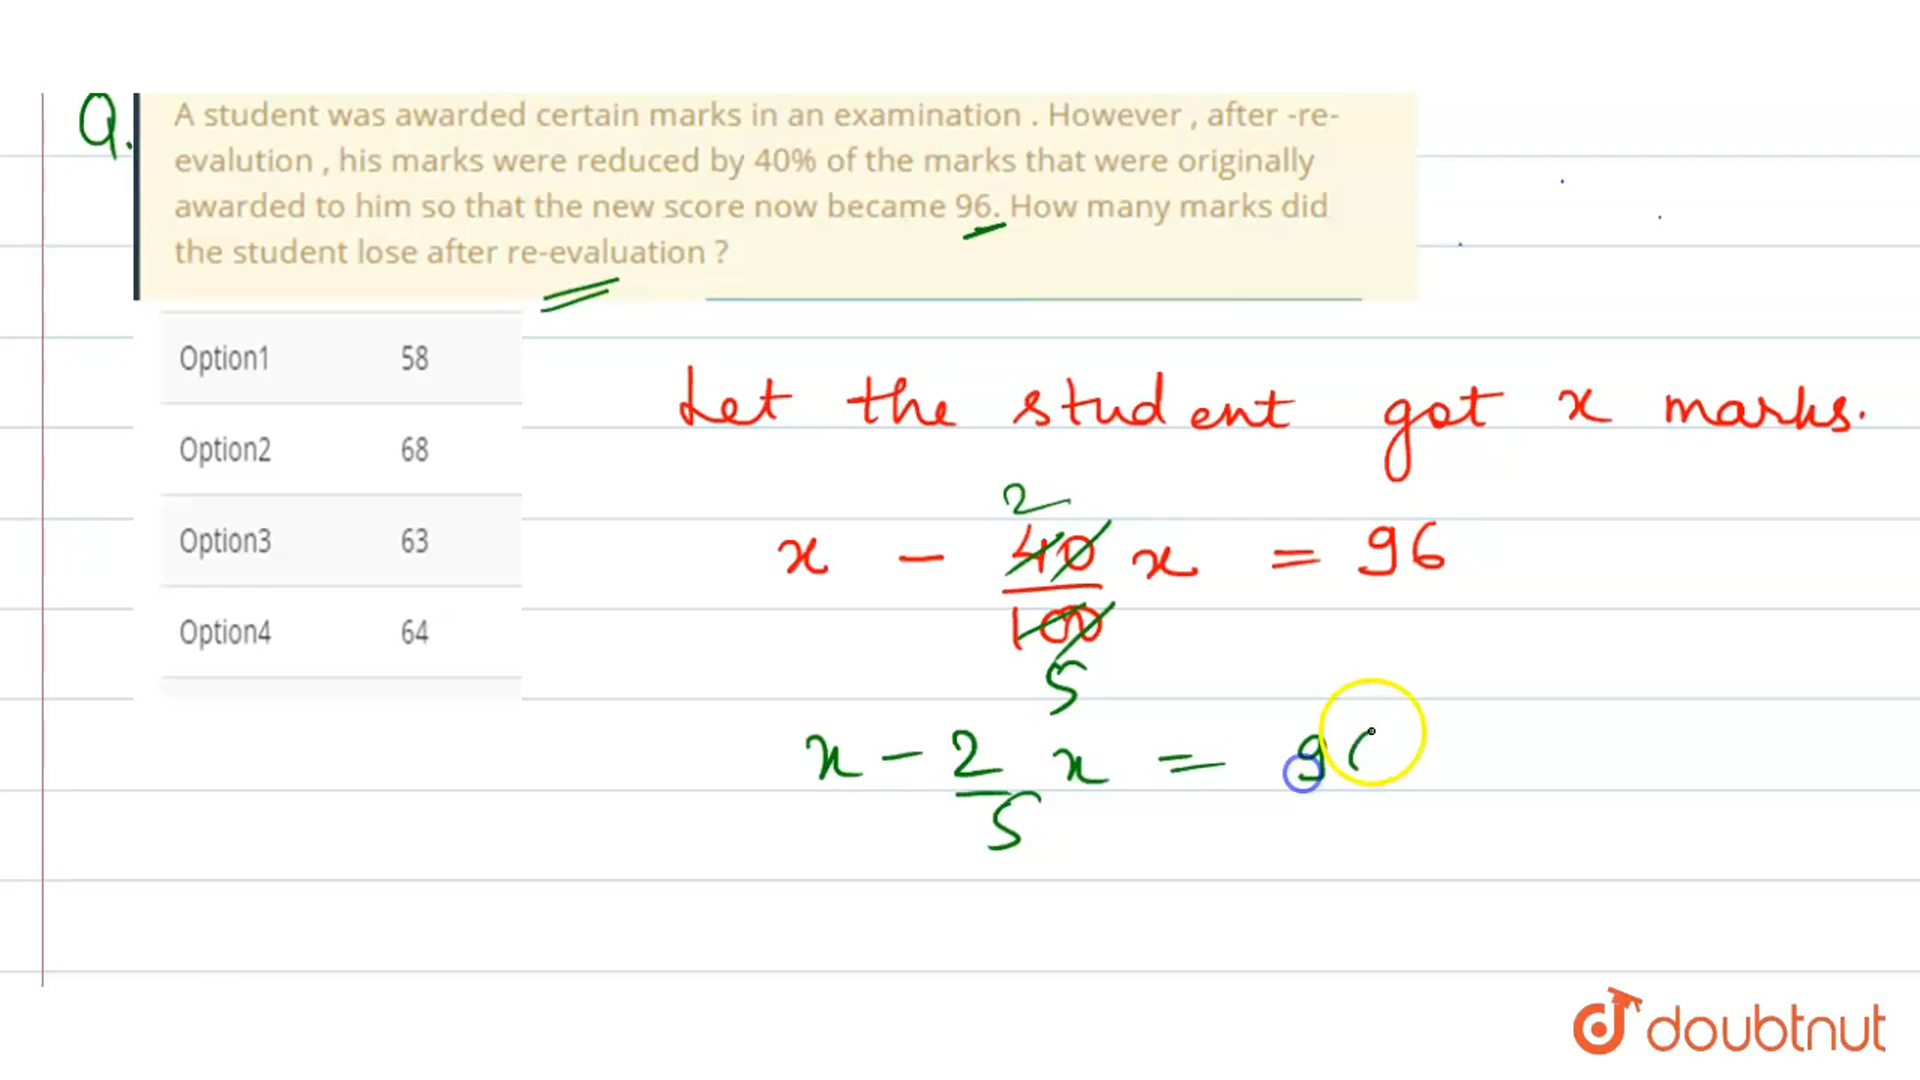 Q.
A student was awarded certain marks in an examination . However , after -re-
evalution , his marks were reduced by 40% of the marks that were originally
awarded to him so that the new score now became 96. How many marks did
the student lose after re-evaluation ?
Option1 58
Option2 68
Option3 63
Option4 64
Let the student got x marks.
2
x - 40/100 x = 96
5
x - 2/5 x = 9
doubtnut